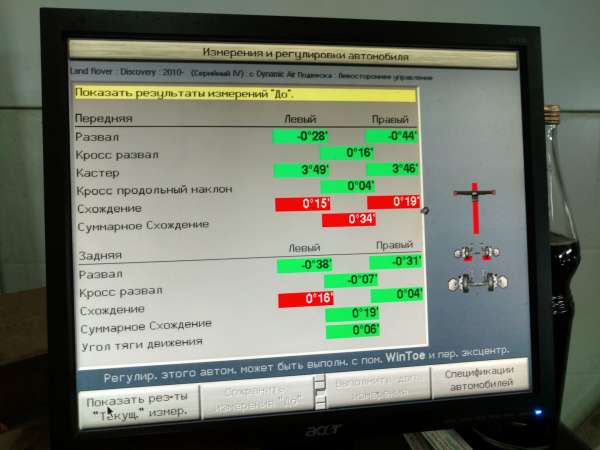 Измерения и регулировки автомобиля
Land Rover : Discovery : 2010- (Серийный IV) : с Dynamic Air Подвеска : Левостороннее управление
Показать результаты измерений "До".
Передняя Левый Правый
Развал -0°28' -0°44'
Кросс развал 0°16'
Кастер 3°49' 3°46'
Кросс продольный наклон 0°04'
Схождение 0°15' 0°19'
Суммарное Схождение 0°34'
Задняя Левый Правый
Развал -0°38' -0°31'
Кросс развал -0°07'
Схождение 0°16' 0°04'
Суммарное Схождение 0°19'
Угол тяги движения 0°06'
Регулир. этого автом. может быть выполн. с пом. WinToe и пер. эксцентр.
Показать рез-ты
"Текущ." измер.
Сохранить
измерения "До"
Выполнить доп.
измерения
Спецификации
автомобилей
acer